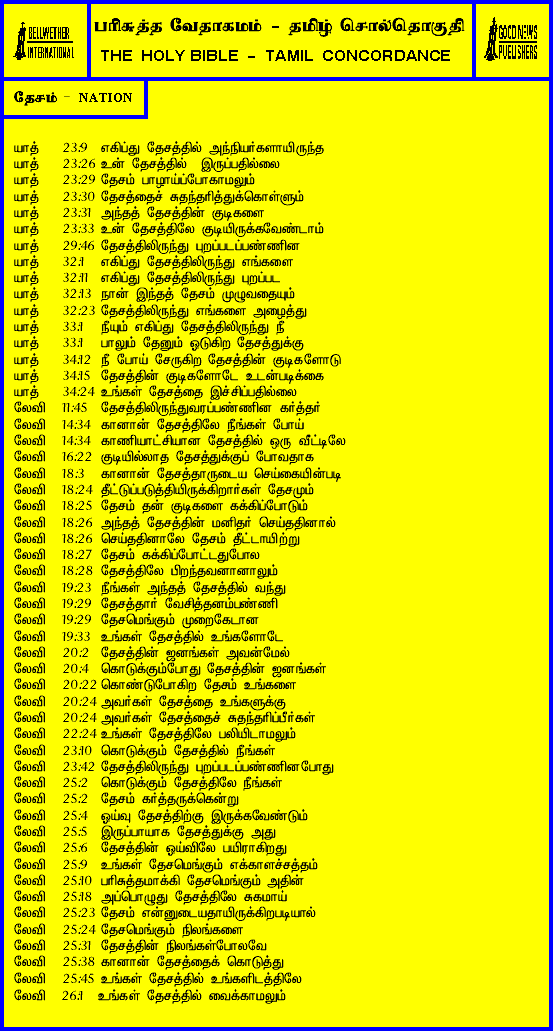 BELLWETHER
INTERNATIONAL
பரிசுத்த வேதாகமம் - தமிழ் சொல்தொகுதி
THE HOLY BIBLE - TAMIL CONCORDANCE
GOOD NEWS
PUBLISHERS
தேசம் - NATION
யாத் 23:9 எகிப்து தேசத்தில் அந்நியர்களாயிருந்த
யாத் 23:26 உன் தேசத்தில் இருப்பதில்லை
யாத் 23:29 தேசம் பாழாய்ப்போகாமலும்
யாத் 23:30 தேசத்தைச் சுதந்தரித்துக்கொள்ளும்
யாத் 23:31 அந்தத் தேசத்தின் குடிகளை
யாத் 23:33 உன் தேசத்திலே குடியிருக்கவேண்டாம்
யாத் 29:46 தேசத்திலிருந்து புறப்படப்பண்ணின
யாத் 32:1 எகிப்து தேசத்திலிருந்து எங்களை
யாத் 32:11 எகிப்து தேசத்திலிருந்து புறப்பட
யாத் 32:13 நான் இந்தத் தேசம் முழுவதையும்
யாத் 32:23 தேசத்திலிருந்து எங்களை அழைத்து
யாத் 33:1 நீயும் எகிப்து தேசத்திலிருந்து நீ
யாத் 33:1 பாலும் தேனும் ஓடுகிற தேசத்துக்கு
யாத் 34:12 நீ போய் சேருகிற தேசத்தின் குடிகளோடு
யாத் 34:15 தேசத்தின் குடிகளோடே உடன்படிக்கை
யாத் 34:24 உங்கள் தேசத்தை இச்சிப்பதில்லை
லேவி 11:45 தேசத்திலிருந்துவரப்பண்ணின கர்த்தர்
லேவி 14:34 கானான் தேசத்திலே நீங்கள் போய்
லேவி 14:34 காணியாட்சியான தேசத்தில் ஒரு வீட்டிலே
லேவி 16:22 குடியில்லாத தேசத்துக்குப் போவதாக
லேவி 18:3 கானான் தேசத்தாருடைய செய்கையின்படி
லேவி 18:24 தீட்டுப்படுத்தியிருக்கிறார்கள் தேசமும்
லேவி 18:25 தேசம் தன் குடிகளை கக்கிப்போடும்
லேவி 18:26 அந்தத் தேசத்தின் மனிதர் செய்ததினால்
லேவி 18:26 செய்ததினாலே தேசம் தீட்டாயிற்று
லேவி 18:27 தேசம் கக்கிப்போட்டதுபோல
லேவி 18:28 தேசத்திலே பிறந்தவனானாலும்
லேவி 19:23 நீங்கள் அந்தத் தேசத்தில் வந்து
லேவி 19:29 தேசத்தார் வேசித்தனம்பண்ணி
லேவி 19:29 தேசமெங்கும் முறைகேடான
லேவி 19:33 உங்கள் தேசத்தில் உங்களோடே
லேவி 20:2 தேசத்தின் ஜனங்கள் அவன்மேல்
லேவி 20:4 கொடுக்கும்போது தேசத்தின் ஜனங்கள்
லேவி 20:22 கொண்டுபோகிற தேசம் உங்களை
லேவி 20:24 அவர்கள் தேசத்தை உங்களுக்கு
லேவி 20:24 அவர்கள் தேசத்தைச் சுதந்தரிப்பீர்கள்
லேவி 22:24 உங்கள் தேசத்திலே பலியிடாமலும்
லேவி 23:10 கொடுக்கும் தேசத்தில் நீங்கள்
லேவி 23:42 தேசத்திலிருந்து புறப்படப்பண்ணினபோது
லேவி 25:2 கொடுக்கும் தேசத்திலே நீங்கள்
லேவி 25:2 தேசம் கர்த்தருக்கென்று
லேவி 25:4 ஓய்வு தேசத்திற்கு இருக்கவேண்டும்
லேவி 25:5 இருப்பாயாக தேசத்துக்கு அது
லேவி 25:6 தேசத்தின் ஓய்விலே பயிராகிறது
லேவி 25:9 உங்கள் தேசமெங்கும் எக்காளச்சத்தம்
லேவி 25:10 பரிசுத்தமாக்கி தேசமெங்கும் அதின்
லேவி 25:18 அப்பொழுது தேசத்திலே சுகமாய்
லேவி 25:23 தேசம் என்னுடையதாயிருக்கிறபடியால்
லேவி 25:24 தேசமெங்கும் நிலங்களை
லேவி 25:31 தேசத்தின் நிலங்கள்போலவே
லேவி 25:38 கானான் தேசத்தைக் கொடுத்து
லேவி 25:45 உங்கள் தேசத்தில் உங்களிடத்திலே
லேவி 26:1 உங்கள் தேசத்தில் வைக்காமலும்